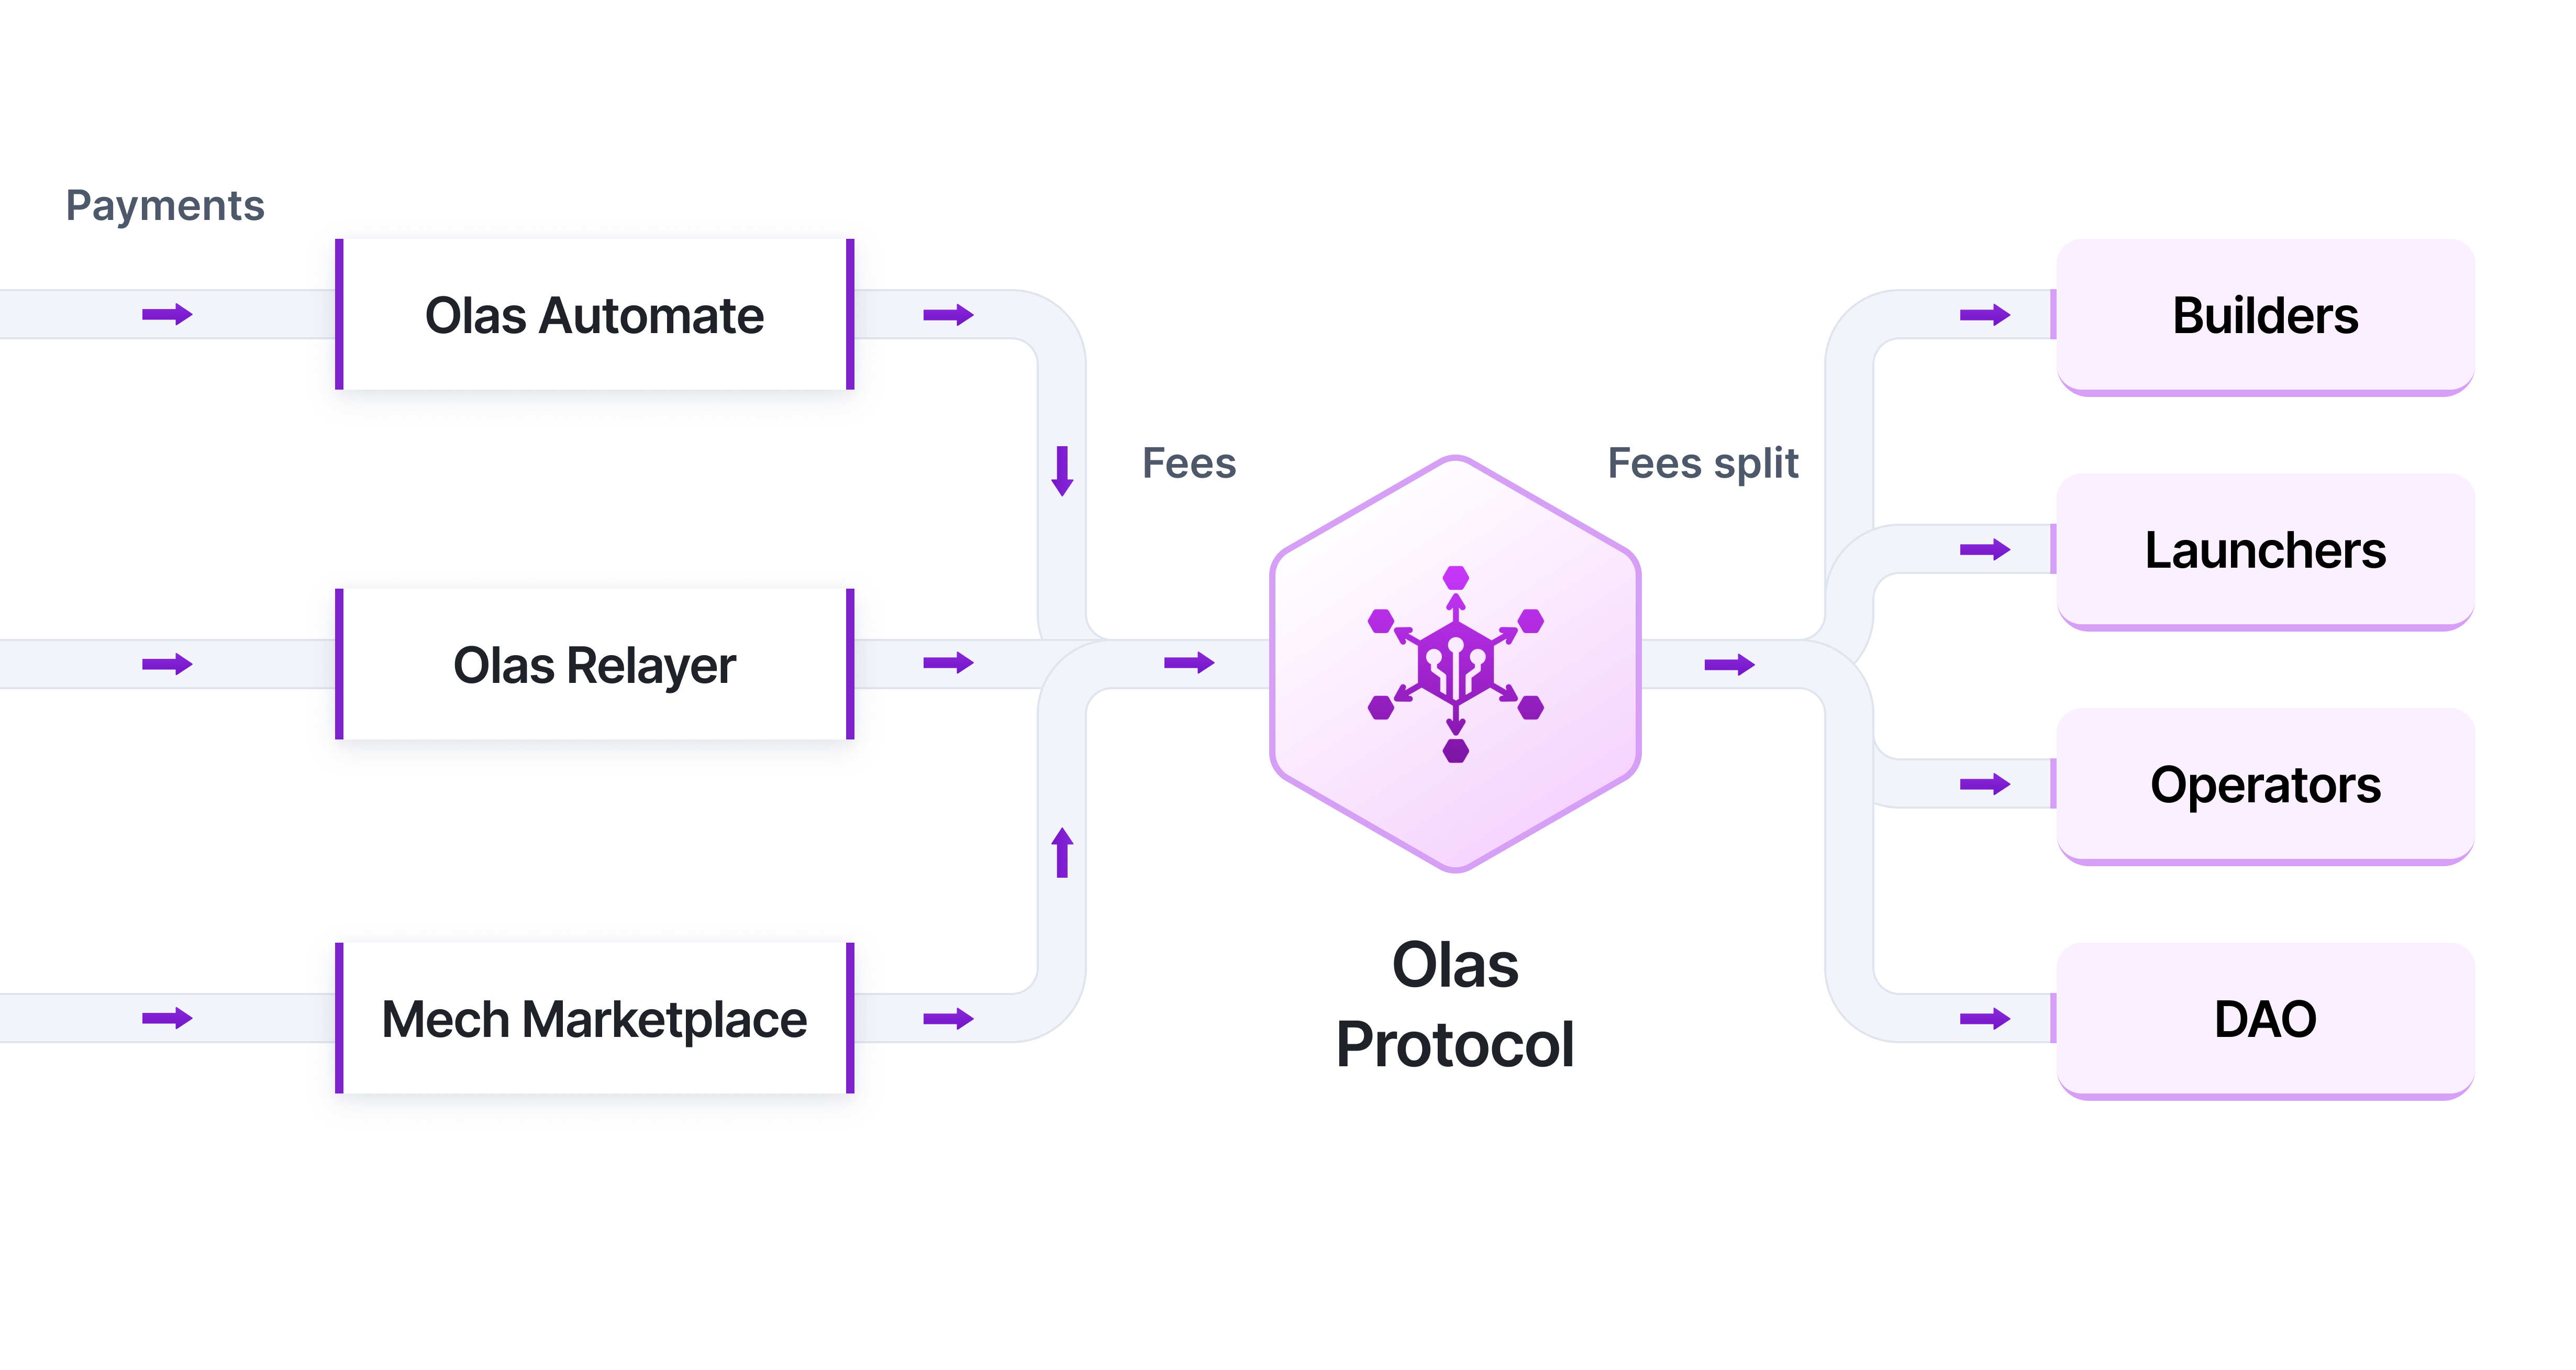 Payments
Olas Automate
Olas Relayer
Mech Marketplace
Fees
Olas
Protocol
Fees split
Builders
Launchers
Operators
DAO